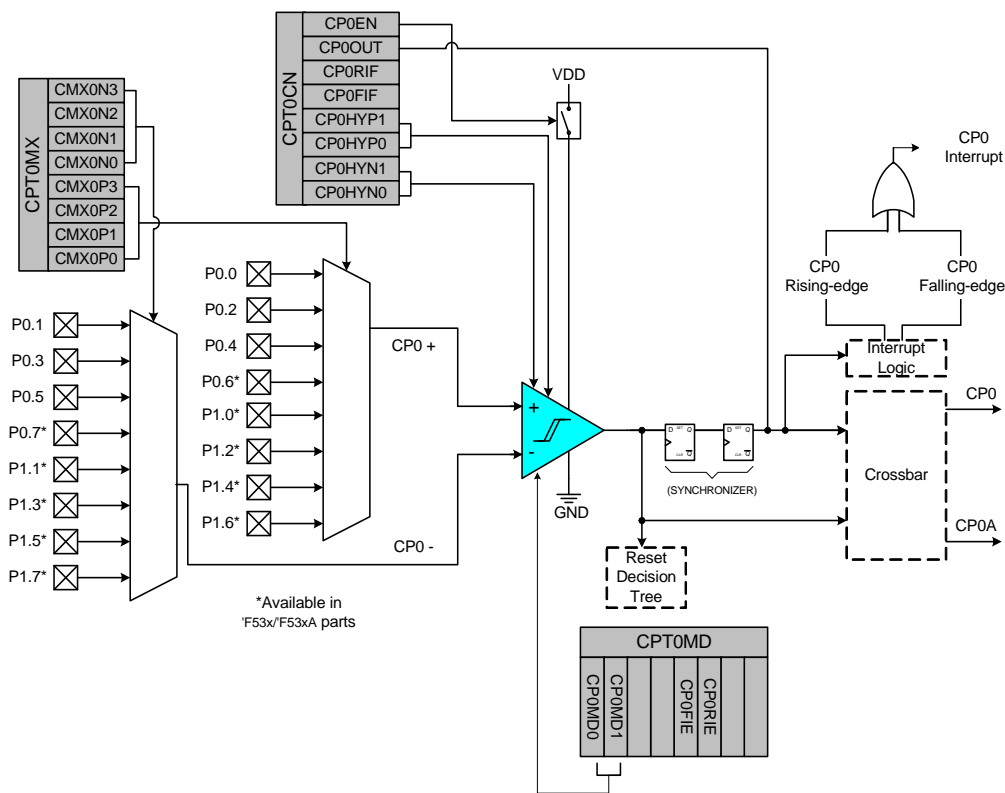 CPT0CN
CP0EN
CP0OUT
CP0RIF
CP0FIF
CP0HYP1
CP0HYP0
CP0HYN1
CP0HYN0
CPT0MX
CMX0N3
CMX0N2
CMX0N1
CMX0N0
CMX0P3
CMX0P2
CMX0P1
CMX0P0
VDD
CP0
Interrupt
CP0
Rising-edge
CP0
Falling-edge
Interrupt
Logic
P0.0
P0.2
P0.4
P0.6*
P1.0*
P1.2*
P1.4*
P1.6*
P0.1
P0.3
P0.5
P0.7*
P1.1*
P1.3*
P1.5*
P1.7*
CP0 +
CP0 -
+
-
GND
D SET Q
CLR Q
D SET Q
CLR Q
(SYNCHRONIZER)
Crossbar
CP0
CP0A
Reset
Decision
Tree
*Available in
'F53x/'F53xA parts
CPT0MD
CP0MD0
CP0MD1
CP0FIE
CP0RIE